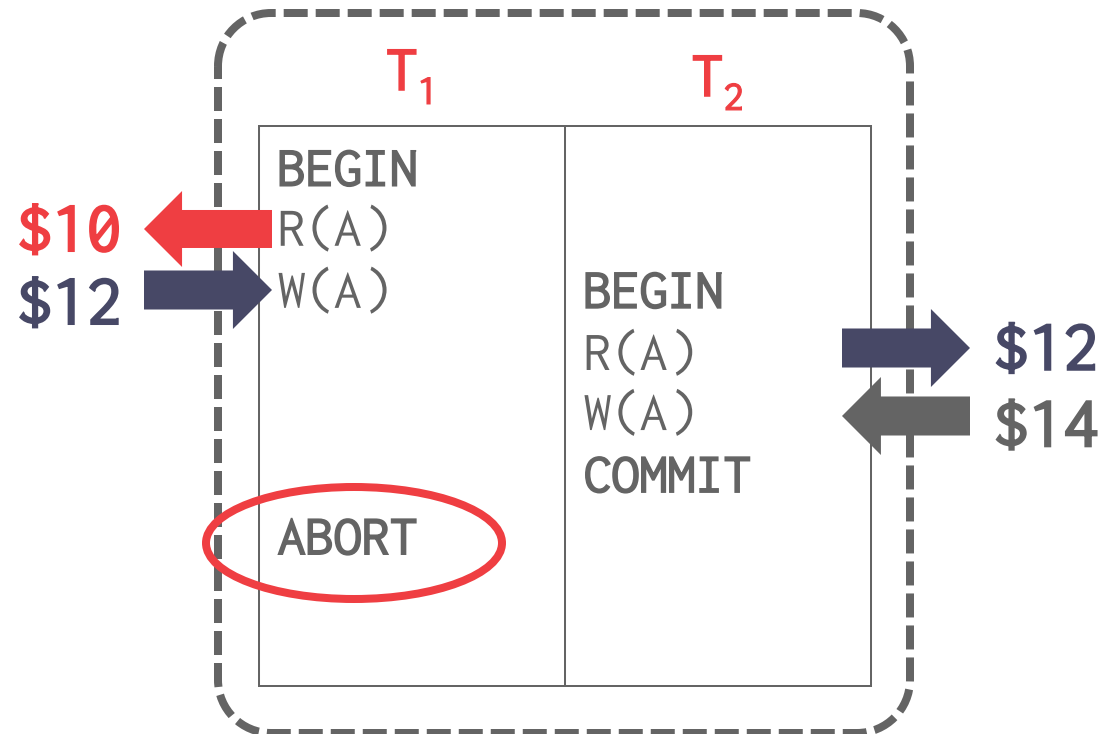 T1 T2
BEGIN
$10 R(A)
$12 W(A) BEGIN
R(A) $12
W(A) $14
COMMIT
ABORT